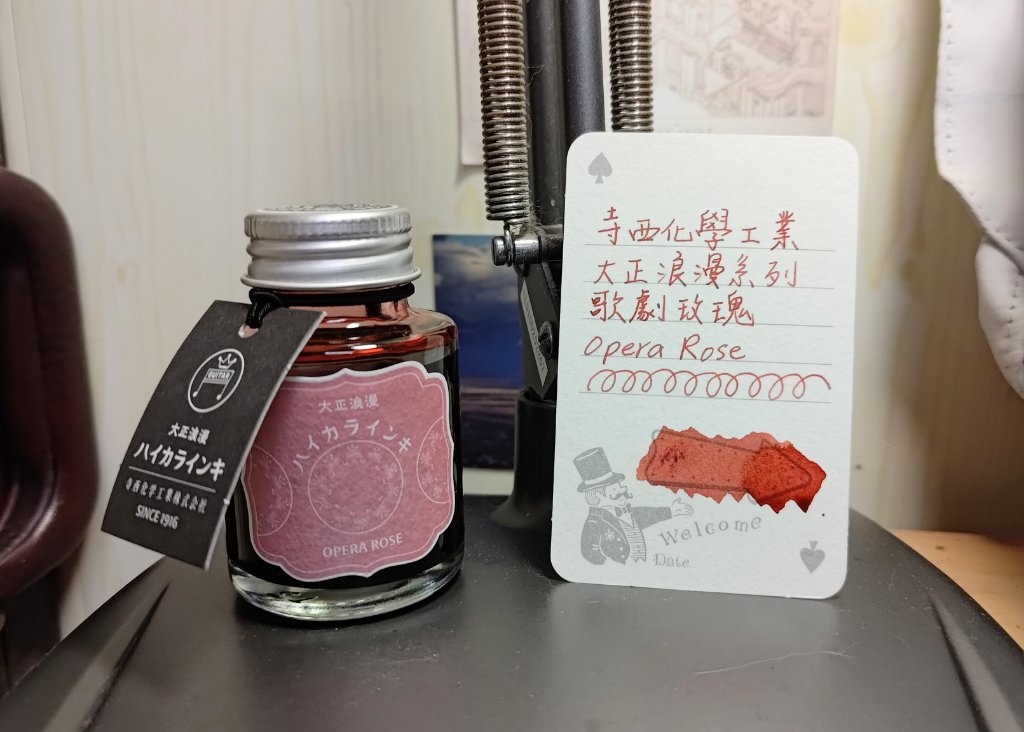 GUITAR
大正浪漫
ハイカラインキ
寺西化学工業株式会社
SINCE 1916
大正浪漫
ハイカラインキ
OPERA ROSE
寺西化學工業
大正浪漫系列
歌劇玫瑰
Opera Rose
Welcome
Date